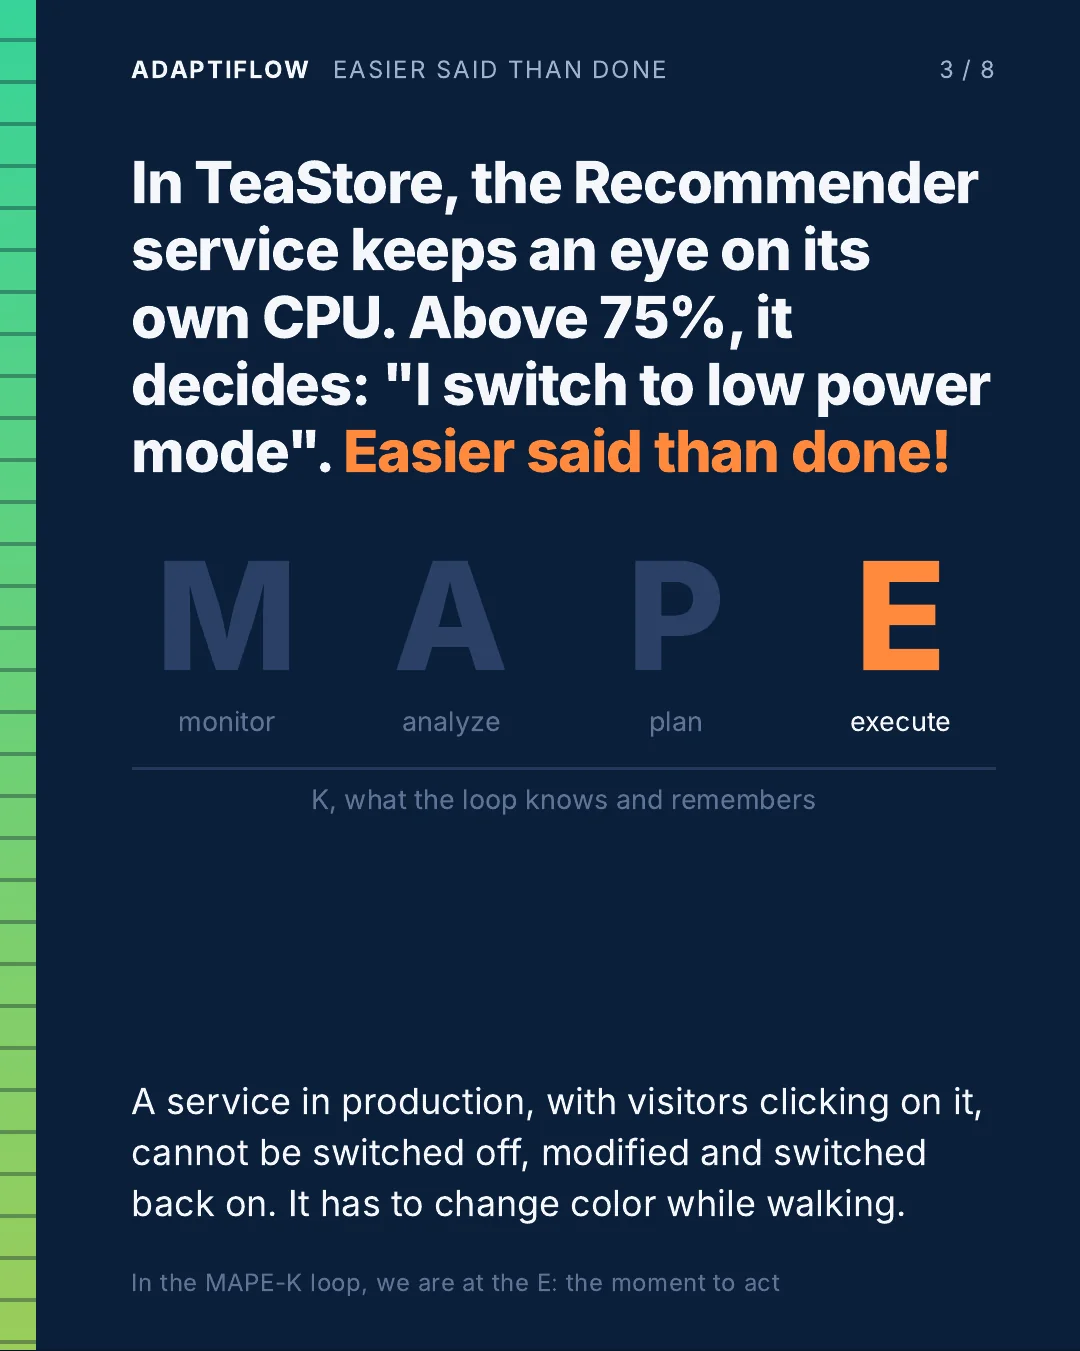 ADAPTIFLOW EASIER SAID THAN DONE 3 / 8
In TeaStore, the Recommender
service keeps an eye on its
own CPU. Above 75%, it
decides: "I switch to low power
mode". Easier said than done!
M A P E
monitor analyze plan execute
K, what the loop knows and remembers
A service in production, with visitors clicking on it,
cannot be switched off, modified and switched
back on. It has to change color while walking.
In the MAPE-K loop, we are at the E: the moment to act